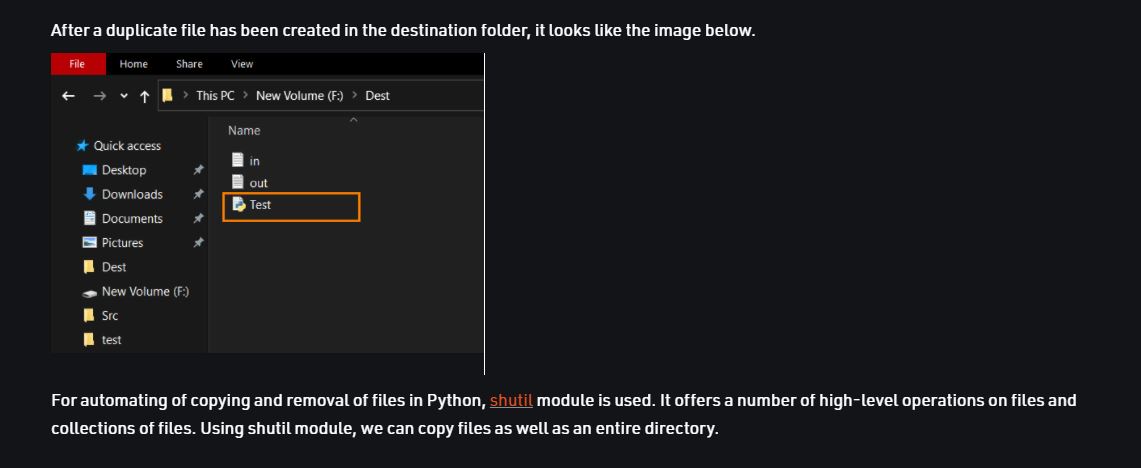 After a duplicate file has been created in the destination folder, it looks like the image below.
File Home Share View
This PC > New Volume (F:) > Dest
Name
Quick access
Desktop
Downloads
Documents
Pictures
Dest
New Volume (F:)
Src
test
in
out
Test
For automating of copying and removal of files in Python, shutil module is used. It offers a number of high-level operations on files and
collections of files. Using shutil module, we can copy files as well as an entire directory.